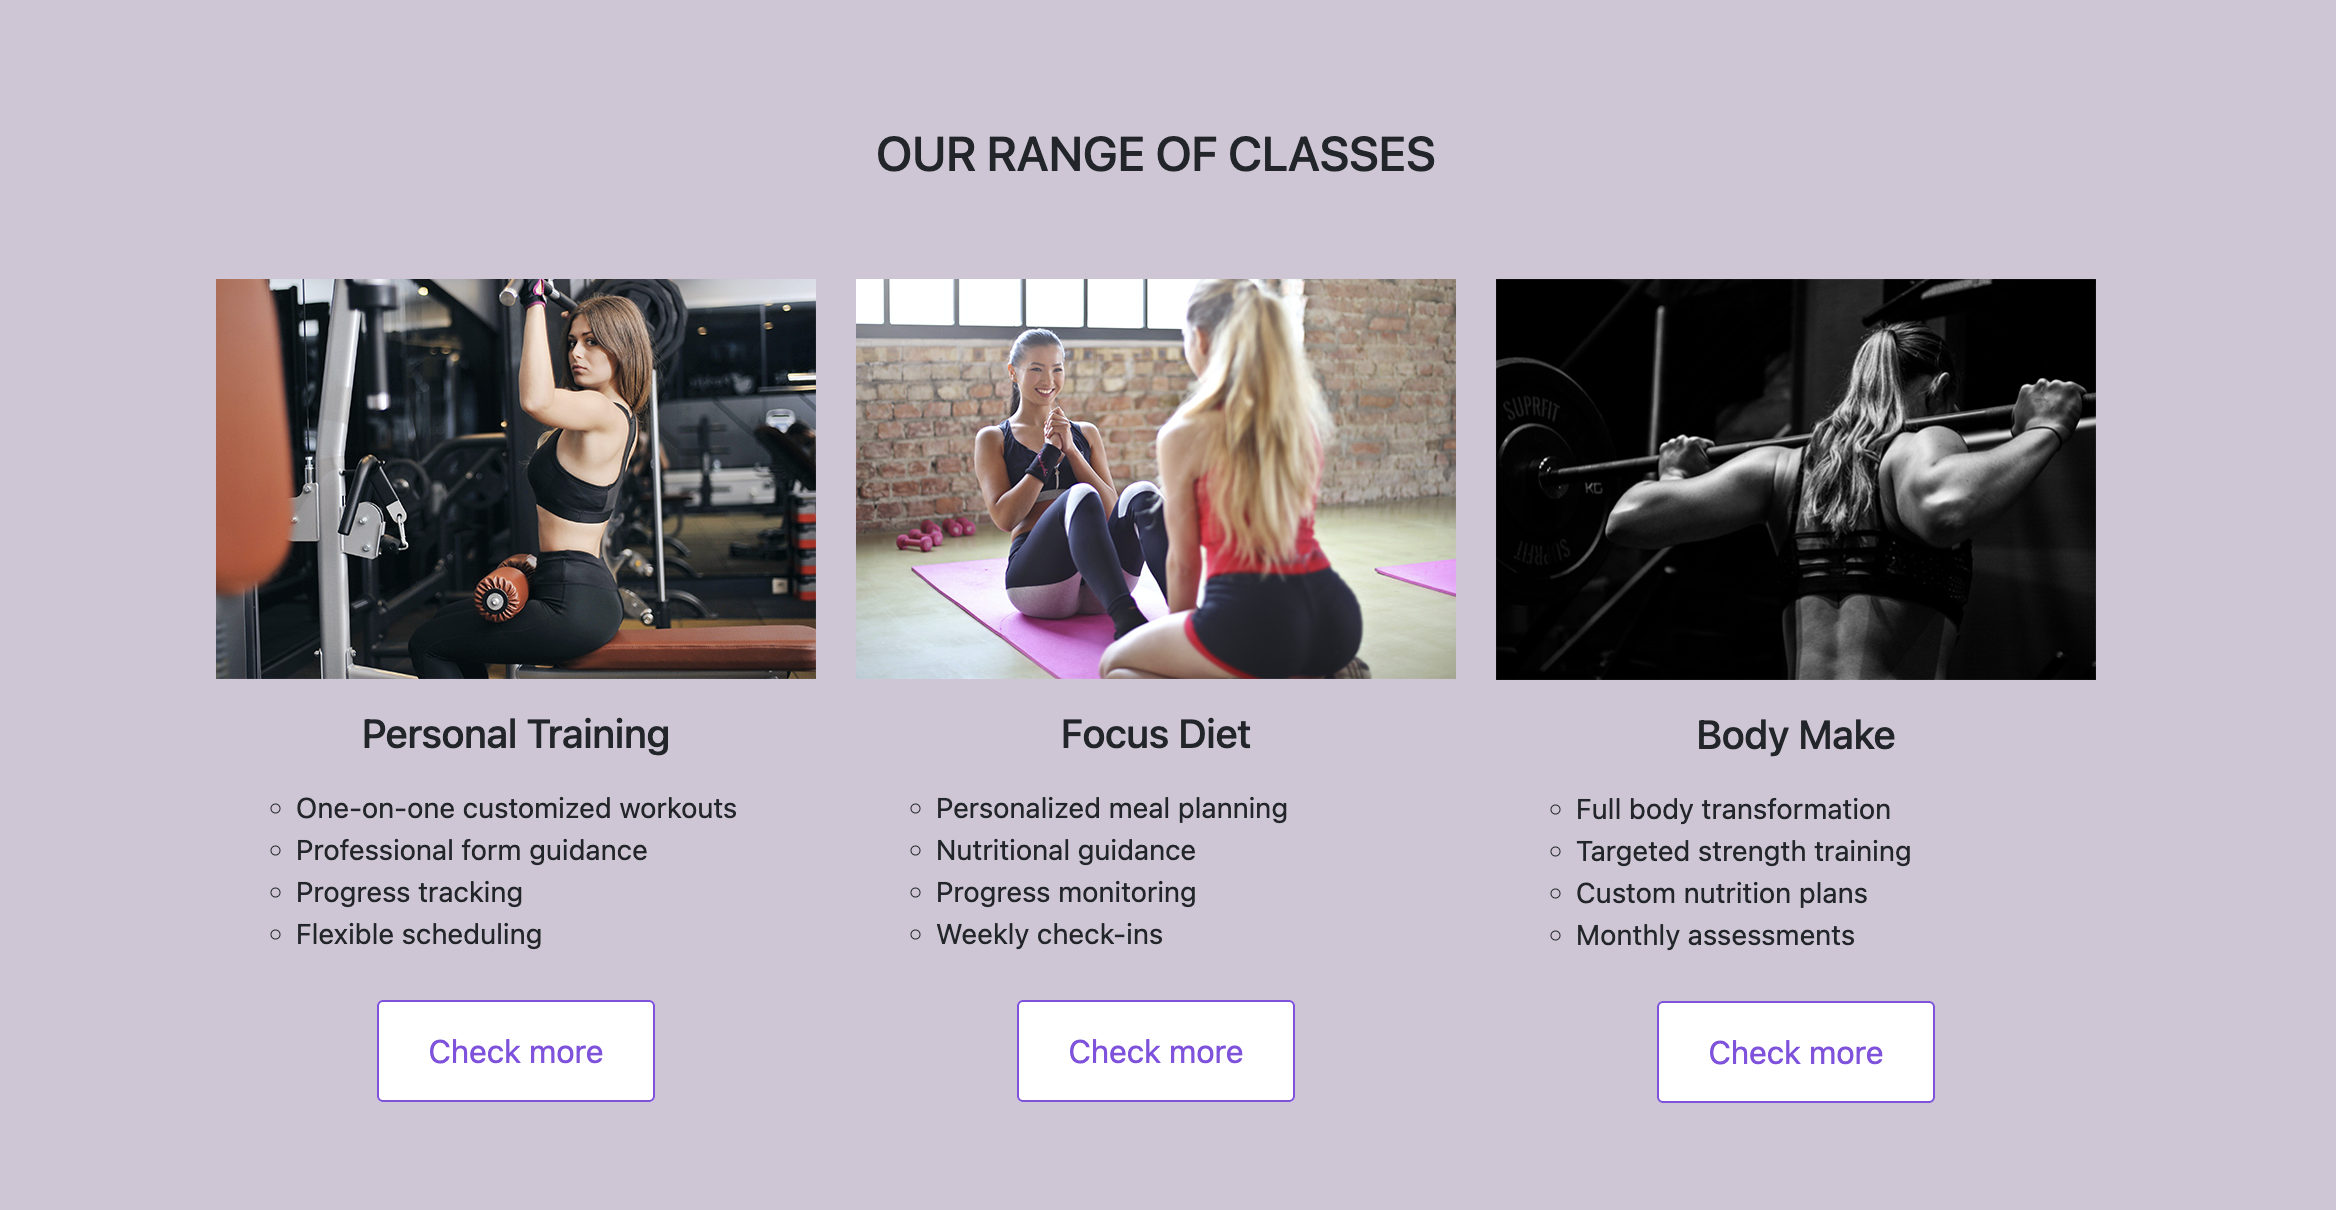 OUR RANGE OF CLASSES
SUPRFIT
KG
Personal Training
One-on-one customized workouts
Professional form guidance
Progress tracking
Flexible scheduling
Check more
Focus Diet
Personalized meal planning
Nutritional guidance
Progress monitoring
Weekly check-ins
Check more
Body Make
Full body transformation
Targeted strength training
Custom nutrition plans
Monthly assessments
Check more